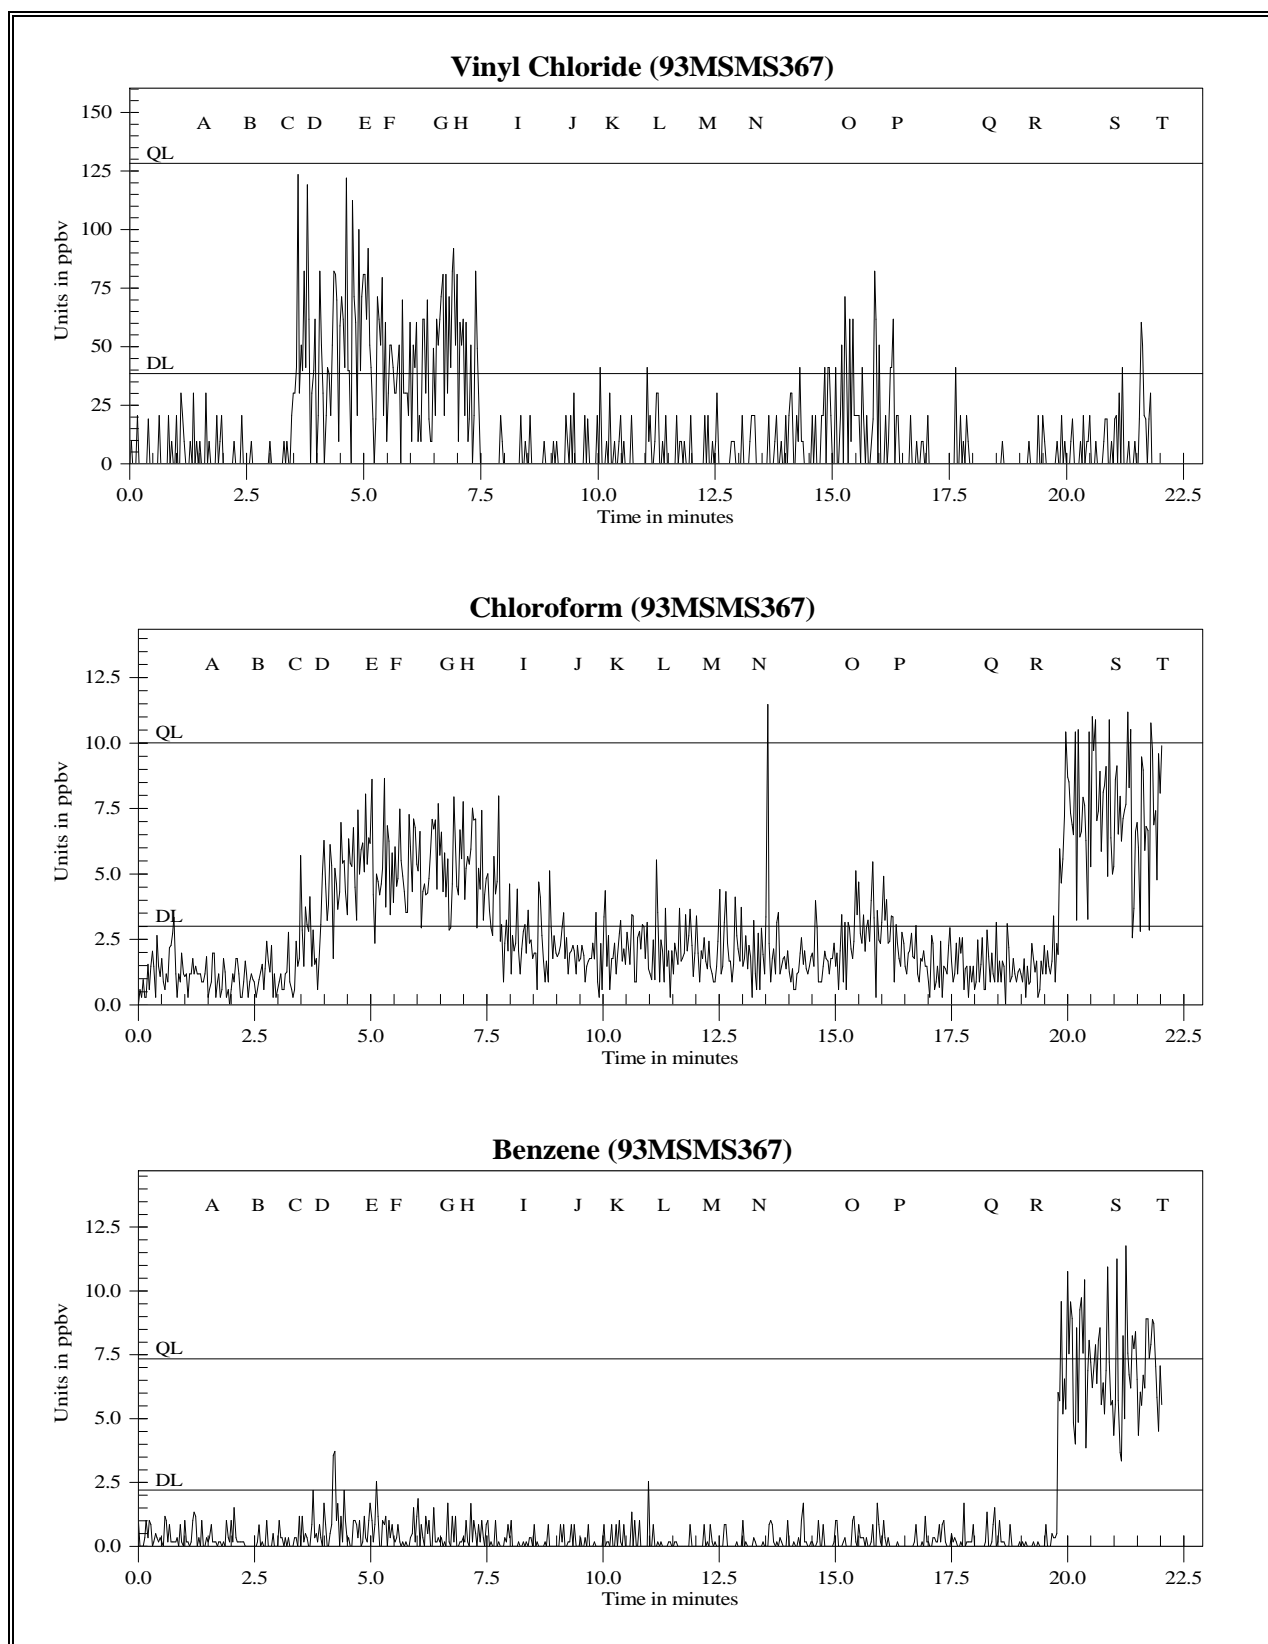 Vinyl Chloride (93MSMS367)
150
A B C D E F G H I J K L M N O P Q R S T
QL
125
100
Units in ppbv
75
50
DL
25
0
0.0 2.5 5.0 7.5 10.0 12.5 15.0 17.5 20.0 22.5
Time in minutes
Chloroform (93MSMS367)
A B C D E F G H I J K L M N O P Q R S T
12.5
QL
10.0
Units in ppbv
7.5
5.0
DL
2.5
0.0
0.0 2.5 5.0 7.5 10.0 12.5 15.0 17.5 20.0 22.5
Time in minutes
Benzene (93MSMS367)
A B C D E F G H I J K L M N O P Q R S T
12.5
10.0
QL
7.5
Units in ppbv
5.0
DL
2.5
0.0
0.0 2.5 5.0 7.5 10.0 12.5 15.0 17.5 20.0 22.5
Time in minutes